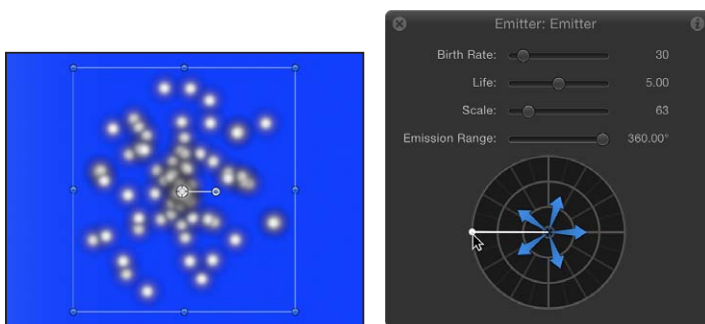 Emitter: Emitter
Birth Rate: 30
Life: 5.00
Scale: 63
Emission Range: 360.00°